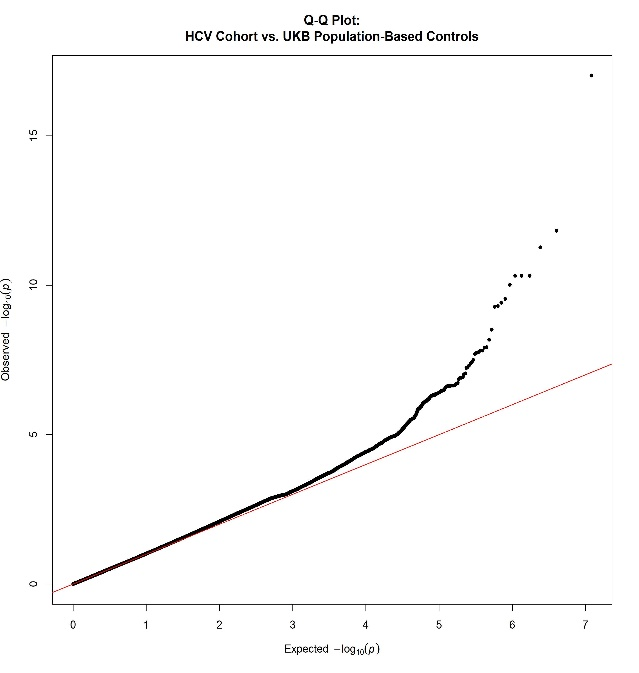 Q-Q Plot:
HCV Cohort vs. UKB Population-Based Controls
15
10
5
0
Observed −log10(p)
0 1 2 3 4 5 6 7
Expected −log10(p)